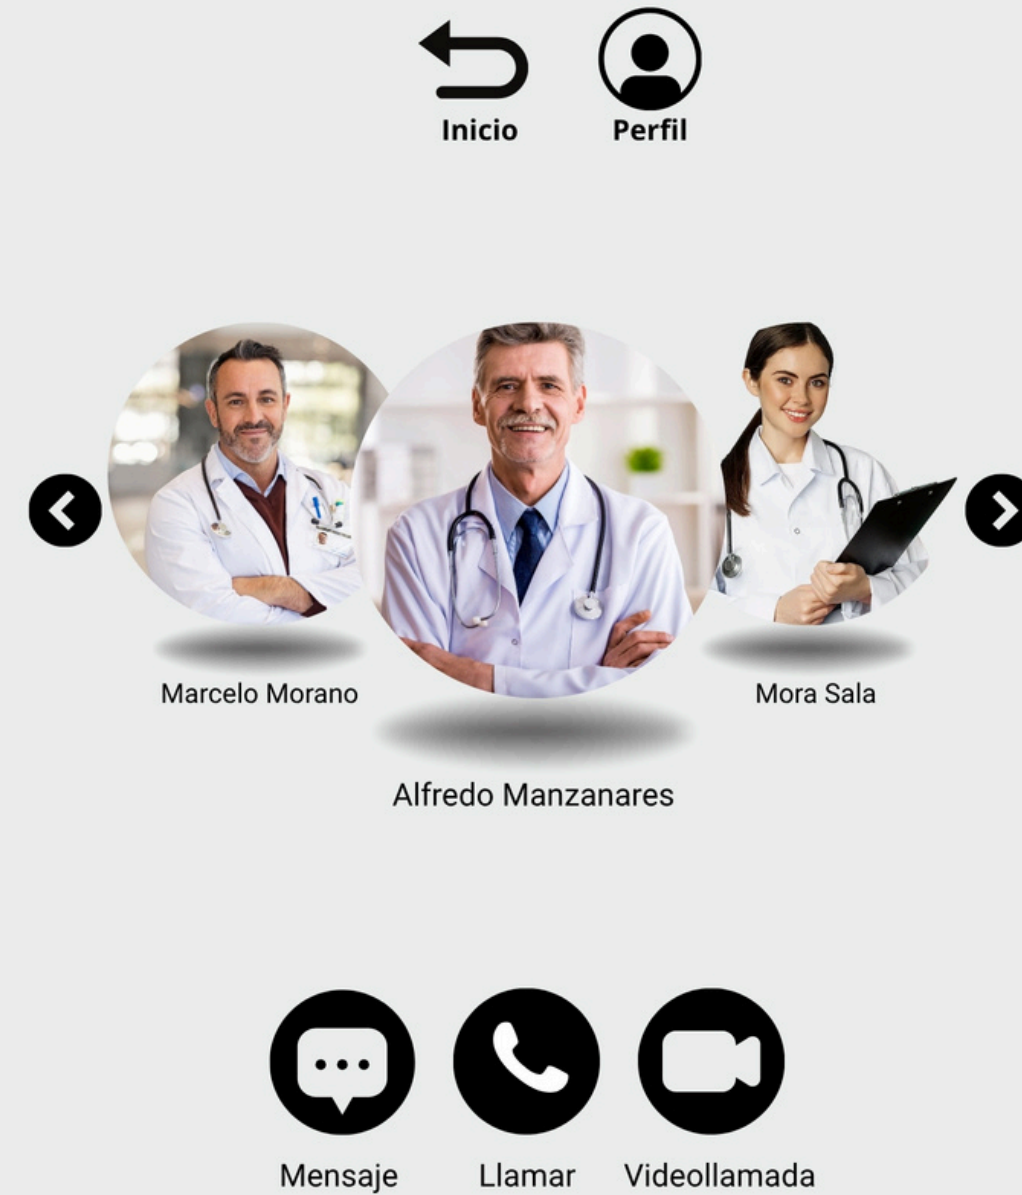 Inicio
Perfil
Marcelo Morano
Mora Sala
Alfredo Manzanares
Mensaje
Llamar
Videollamada